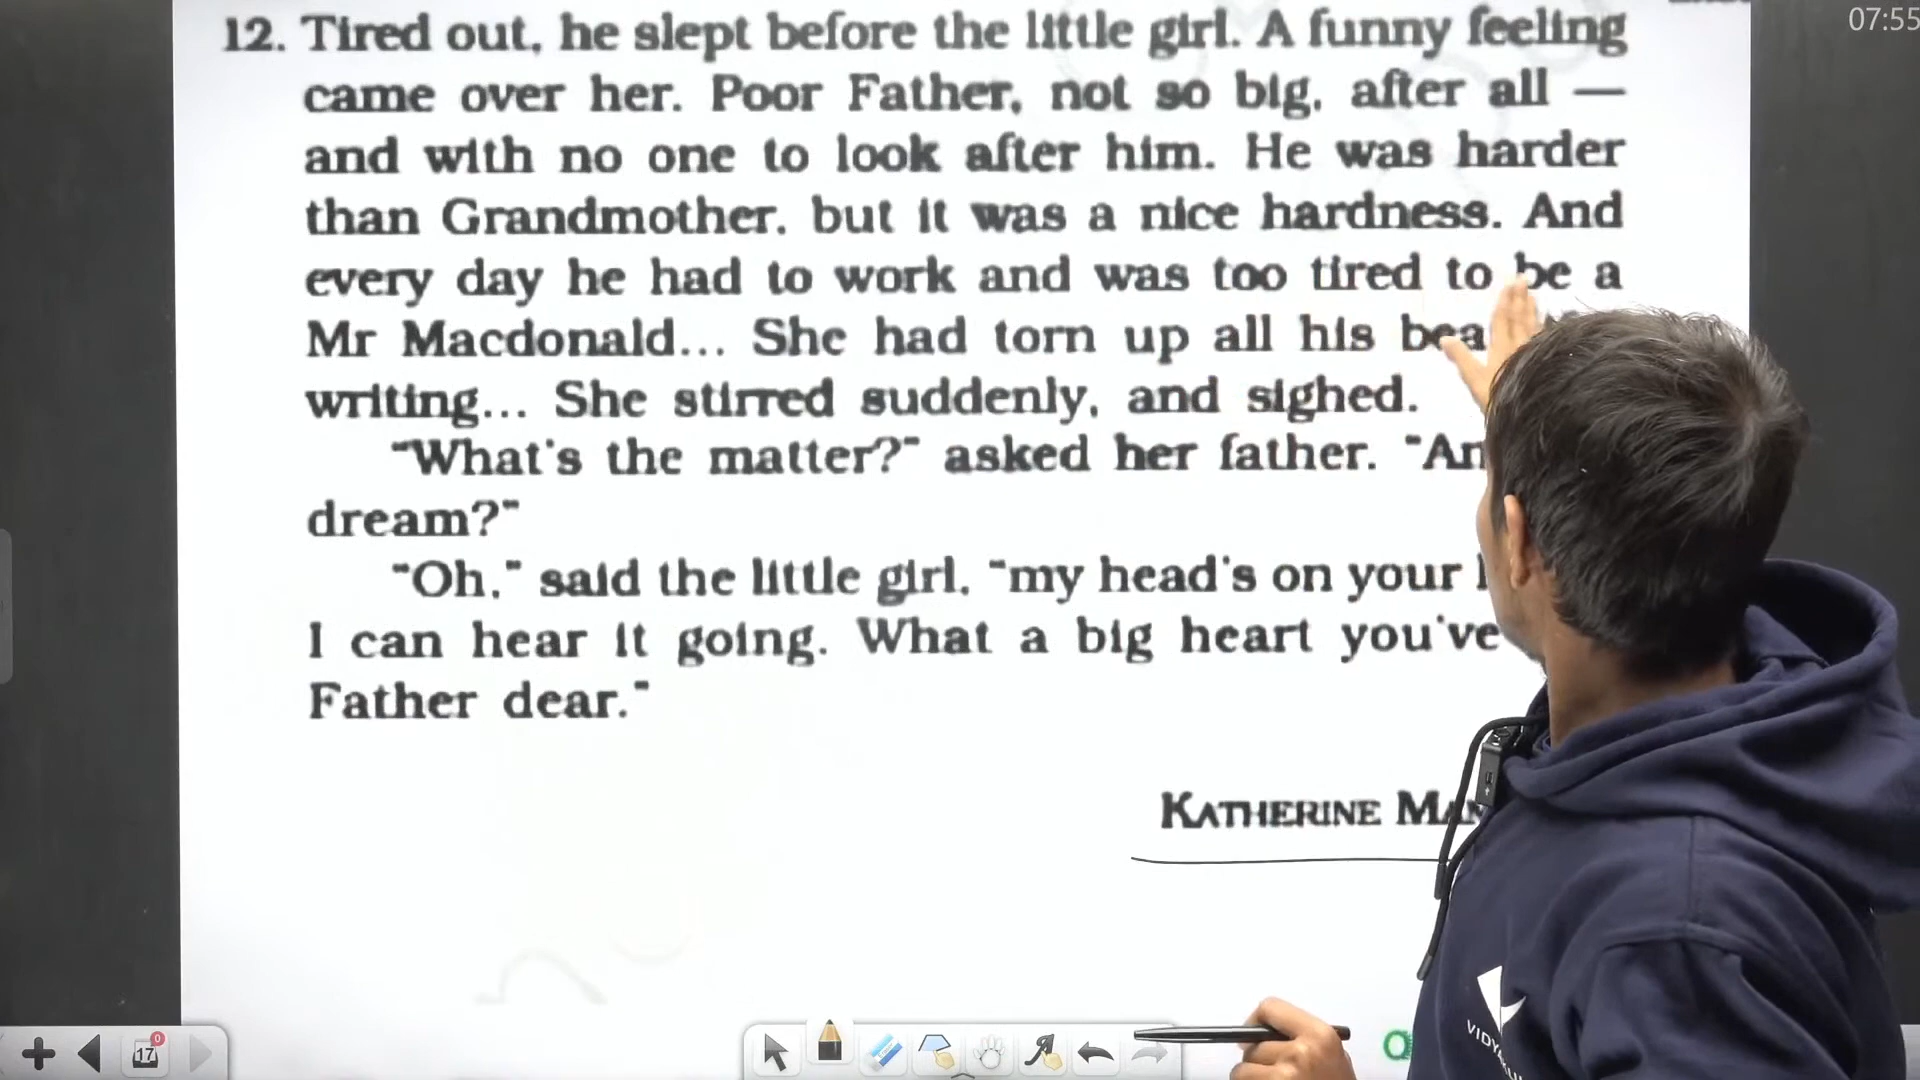 07:55
12. Tired out, he slept before the little girl. A funny feeling
came over her. Poor Father, not so big, after all —
and with no one to look after him. He was harder
than Grandmother, but it was a nice hardness. And
every day he had to work and was too tired to be a
Mr Macdonald... She had torn up all his
writing... She stirred suddenly, and sighed.
"What's the matter?" asked her father.
dream?"
"Oh," said the little girl, "my head's on your
I can hear it going. What a big heart you've
Father dear."
KATHERINE
17
0